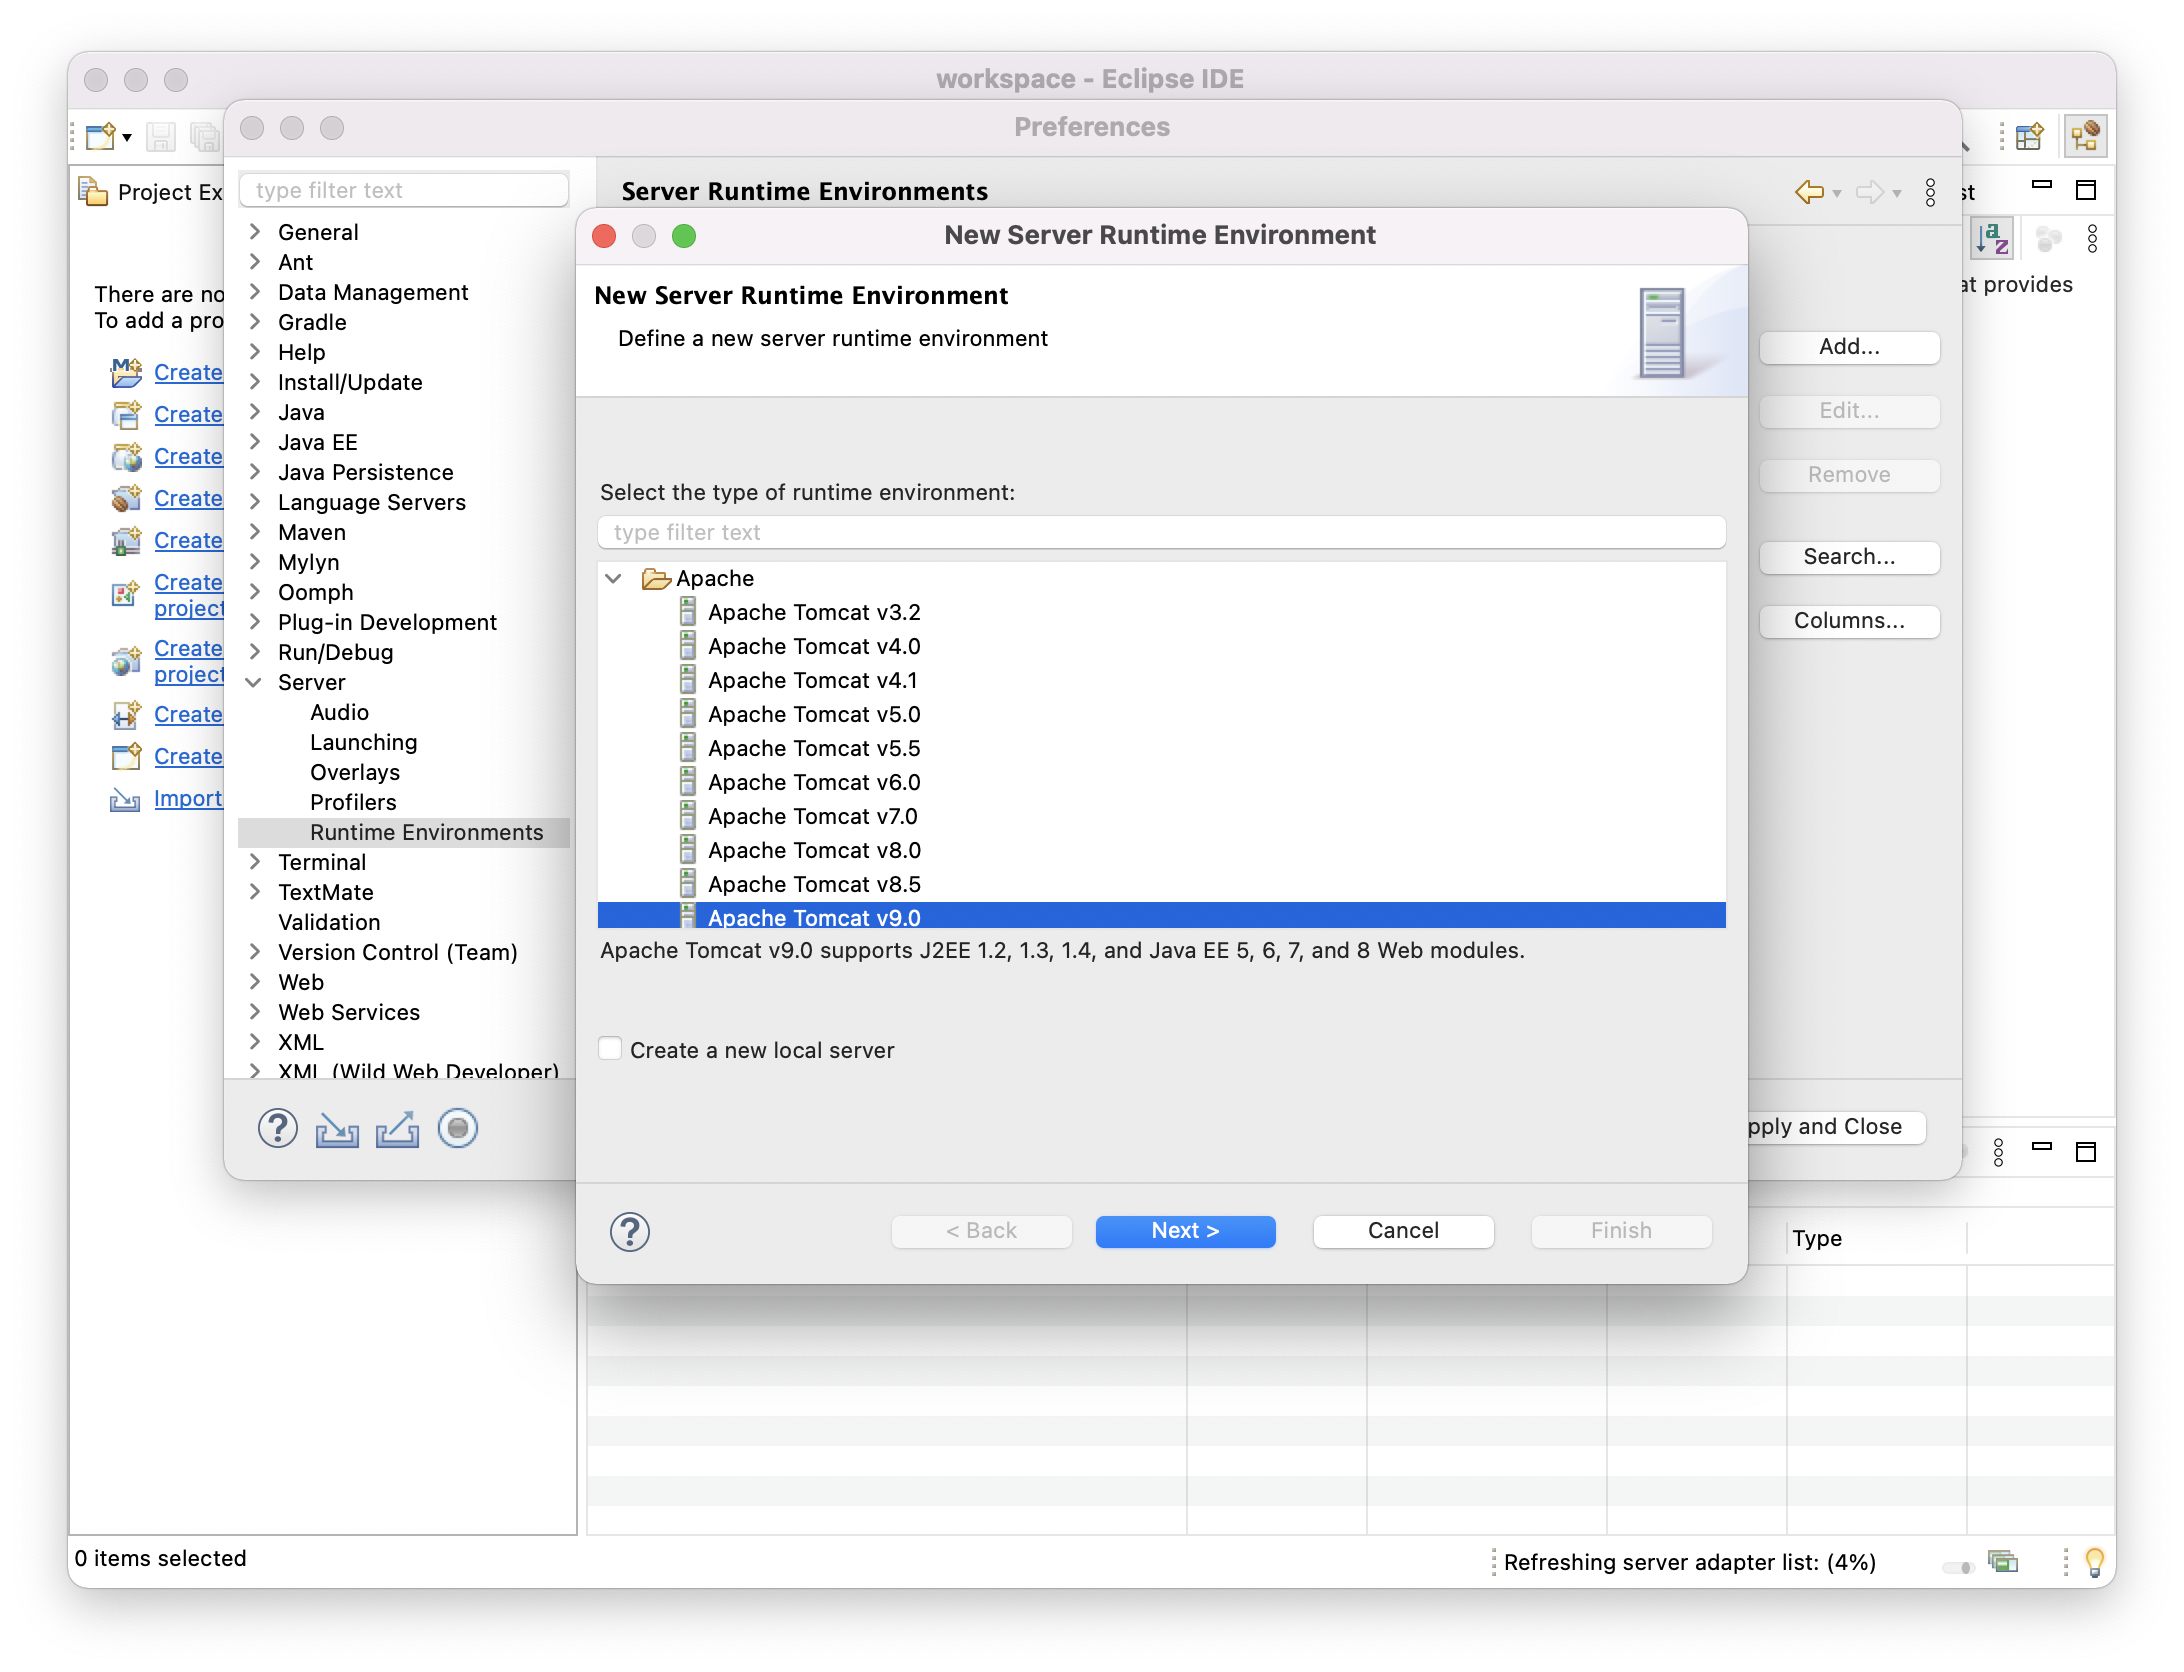 workspace - Eclipse IDE
Preferences
Project Ex
type filter text
Server Runtime Environments
st
There are no
To add a pro
Create
Create
Create
Create
Create
Create
project
Create
project
Create
Create
Import
General
Ant
Data Management
Gradle
Help
Install/Update
Java
Java EE
Java Persistence
Language Servers
Maven
Mylyn
Oomph
Plug-in Development
Run/Debug
Server
Audio
Launching
Overlays
Profilers
Runtime Environments
Terminal
TextMate
Validation
Version Control (Team)
Web
Web Services
XML
XML (Wild Web Developer)
New Server Runtime Environment
New Server Runtime Environment
Define a new server runtime environment
Select the type of runtime environment:
type filter text
Apache
Apache Tomcat v3.2
Apache Tomcat v4.0
Apache Tomcat v4.1
Apache Tomcat v5.0
Apache Tomcat v5.5
Apache Tomcat v6.0
Apache Tomcat v7.0
Apache Tomcat v8.0
Apache Tomcat v8.5
Apache Tomcat v9.0
Apache Tomcat v9.0 supports J2EE 1.2, 1.3, 1.4, and Java EE 5, 6, 7, and 8 Web modules.
Create a new local server
< Back
Next >
Cancel
Finish
at provides
Add...
Edit...
Remove
Search...
Columns...
pply and Close
Type
0 items selected
Refreshing server adapter list: (4%)